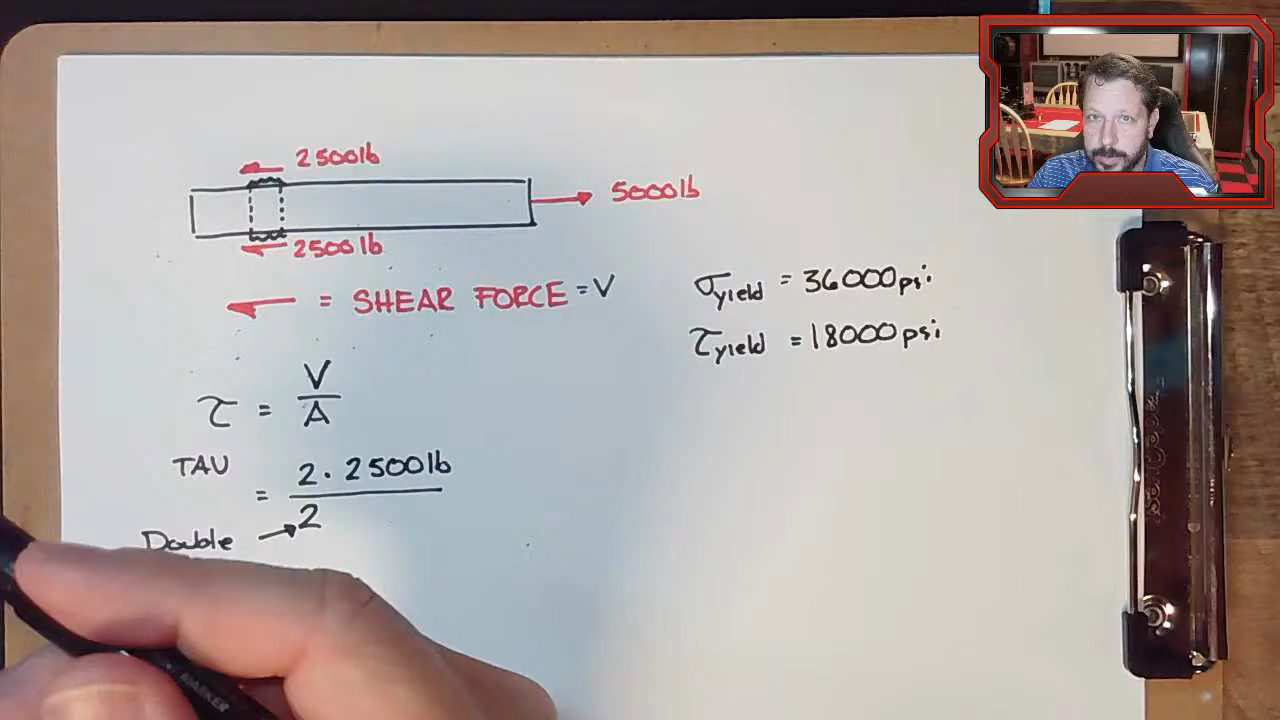 2500lb
5000lb
2500lb
= SHEAR FORCE = V
σyield = 36000psi
τyield = 18000psi
τ = V/A
TAU
= 2 · 2500lb
2
Double →